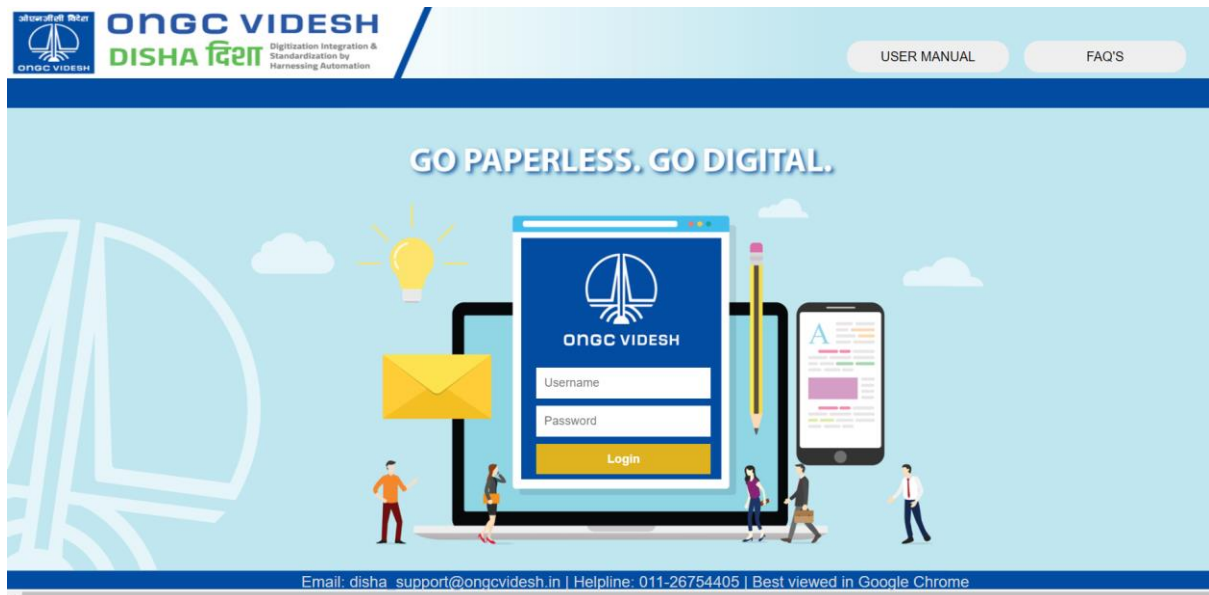 ओएनजीसी विदेश
ONGC VIDESH
ONGC VIDESH
DISHA दिशा
Digitization Integration &
Standardization by
Harnessing Automation
USER MANUAL
FAQ'S
GO PAPERLESS. GO DIGITAL.
ONGC VIDESH
Username
Password
Login
A
Email: disha_support@ongcvidesh.in | Helpline: 011-26754405 | Best viewed in Google Chrome